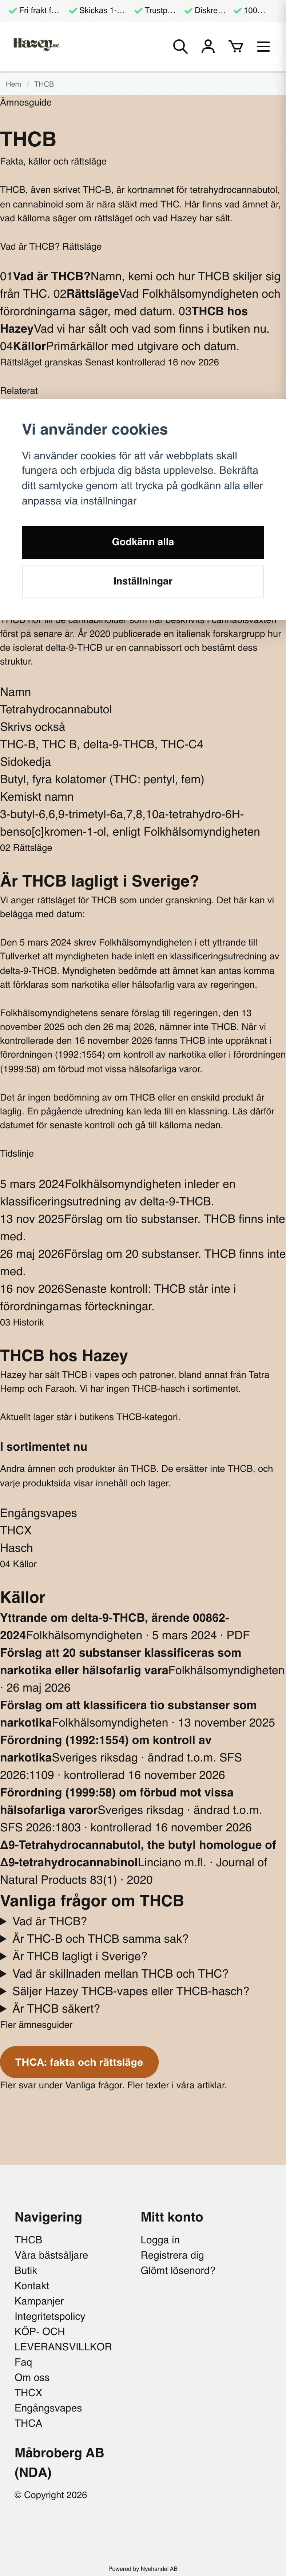 Fri frakt f…
Skickas 1-…
Trustp…
Diskre…
100…
Hazey.se
Hem / THCB
Ämnesguide
THCB
Fakta, källor och rättsläge
THCB, även skrivet THC-B, är kortnamnet för tetrahydrocannabutol,
en cannabinoid som är nära släkt med THC. Här finns vad ämnet är,
vad källorna säger om rättsläget och vad Hazey har sålt.
Vad är THCB? Rättsläge
01Vad är THCB?Namn, kemi och hur THCB skiljer sig
från THC. 02RättslägeVad Folkhälsomyndigheten och
förordningarna säger, med datum. 03THCB hos
HazeyVad vi har sålt och vad som finns i butiken nu.
04KällorPrimärkällor med utgivare och datum.
Rättsläget granskas Senast kontrollerad 16 nov 2026
Relaterat
Vi använder cookies
Vi använder cookies för att vår webbplats skall
fungera och erbjuda dig bästa upplevelse. Bekräfta
ditt samtycke genom att trycka på godkänn alla eller
anpassa via inställningar
Godkänn alla
Inställningar
THCB hör till de cannabinoider som har beskrivits i cannabisväxten
först på senare år. År 2020 publicerade en italiensk forskargrupp hur
de isolerat delta-9-THCB ur en cannabissort och bestämt dess
struktur.
Namn
Tetrahydrocannabutol
Skrivs också
THC-B, THC B, delta-9-THCB, THC-C4
Sidokedja
Butyl, fyra kolatomer (THC: pentyl, fem)
Kemiskt namn
3-butyl-6,6,9-trimetyl-6a,7,8,10a-tetrahydro-6H-
benso[c]kromen-1-ol, enligt Folkhälsomyndigheten
02 Rättsläge
Är THCB lagligt i Sverige?
Vi anger rättsläget för THCB som under granskning. Det här kan vi
belägga med datum:
Den 5 mars 2024 skrev Folkhälsomyndigheten i ett yttrande till
Tullverket att myndigheten hade inlett en klassificeringsutredning av
delta-9-THCB. Myndigheten bedömde att ämnet kan antas komma
att förklaras som narkotika eller hälsofarlig vara av regeringen.
Folkhälsomyndighetens senare förslag till regeringen, den 13
november 2025 och den 26 maj 2026, nämner inte THCB. När vi
kontrollerade den 16 november 2026 fanns THCB inte uppräknat i
förordningen (1992:1554) om kontroll av narkotika eller i förordningen
(1999:58) om förbud mot vissa hälsofarliga varor.
Det är ingen bedömning av om THCB eller en enskild produkt är
laglig. En pågående utredning kan leda till en klassning. Läs därför
datumet för senaste kontroll och gå till källorna nedan.
Tidslinje
5 mars 2024Folkhälsomyndigheten inleder en
klassificeringsutredning av delta-9-THCB.
13 nov 2025Förslag om tio substanser. THCB finns inte
med.
26 maj 2026Förslag om 20 substanser. THCB finns inte
med.
16 nov 2026Senaste kontroll: THCB står inte i
förordningarnas förteckningar.
03 Historik
THCB hos Hazey
Hazey har sålt THCB i vapes och patroner, bland annat från Tatra
Hemp och Faraoh. Vi har ingen THCB-hasch i sortimentet.
Aktuellt lager står i butikens THCB-kategori.
I sortimentet nu
Andra ämnen och produkter än THCB. De ersätter inte THCB, och
varje produktsida visar innehåll och lager.
Engångsvapes
THCX
Hasch
04 Källor
Källor
Yttrande om delta-9-THCB, ärende 00862-
2024Folkhälsomyndigheten · 5 mars 2024 · PDF
Förslag att 20 substanser klassificeras som
narkotika eller hälsofarlig varaFolkhälsomyndigheten
· 26 maj 2026
Förslag om att klassificera tio substanser som
narkotikaFolkhälsomyndigheten · 13 november 2025
Förordning (1992:1554) om kontroll av
narkotikaSveriges riksdag · ändrad t.o.m. SFS
2026:1109 · kontrollerad 16 november 2026
Förordning (1999:58) om förbud mot vissa
hälsofarliga varorSveriges riksdag · ändrad t.o.m.
SFS 2026:1803 · kontrollerad 16 november 2026
Δ9-Tetrahydrocannabutol, the butyl homologue of
Δ9-tetrahydrocannabinolLinciano m.fl. · Journal of
Natural Products 83(1) · 2020
Vanliga frågor om THCB
Vad är THCB?
Är THC-B och THCB samma sak?
Är THCB lagligt i Sverige?
Vad är skillnaden mellan THCB och THC?
Säljer Hazey THCB-vapes eller THCB-hasch?
Är THCB säkert?
Fler ämnesguider
THCA: fakta och rättsläge
Fler svar under Vanliga frågor. Fler texter i våra artiklar.
Navigering
THCB
Våra bästsäljare
Butik
Kontakt
Kampanjer
Integritetspolicy
KÖP- OCH
LEVERANSVILLKOR
Faq
Om oss
THCX
Engångsvapes
THCA
Mitt konto
Logga in
Registrera dig
Glömt lösenord?
Måbroberg AB
(NDA)
© Copyright 2026
Powered by Nyehandel AB